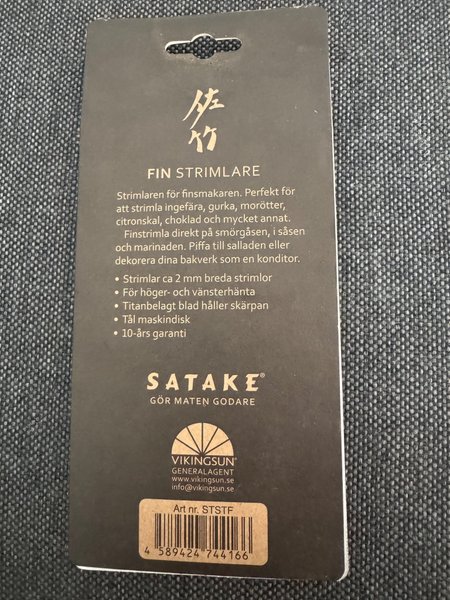 佐竹
FIN STRIMLARE
Strimlaren för finsmakaren. Perfekt för
att strimla ingefära, gurka, morötter,
citronskal, choklad och mycket annat.
Finstrimla direkt på smörgåsen, i såsen
och marinaden. Piffa till salladen eller
dekorera dina bakverk som en konditor.
• Strimlar ca 2 mm breda strimlor
• För höger- och vänsterhänta
• Titanbelagt blad håller skärpan
• Tål maskindisk
• 10-års garanti
SATAKE®
GÖR MATEN GODARE
VIKINGSUN®
GENERALAGENT
www.vikingsun.se
info@vikingsun.se
Art nr. STSTF
4 589424 744166